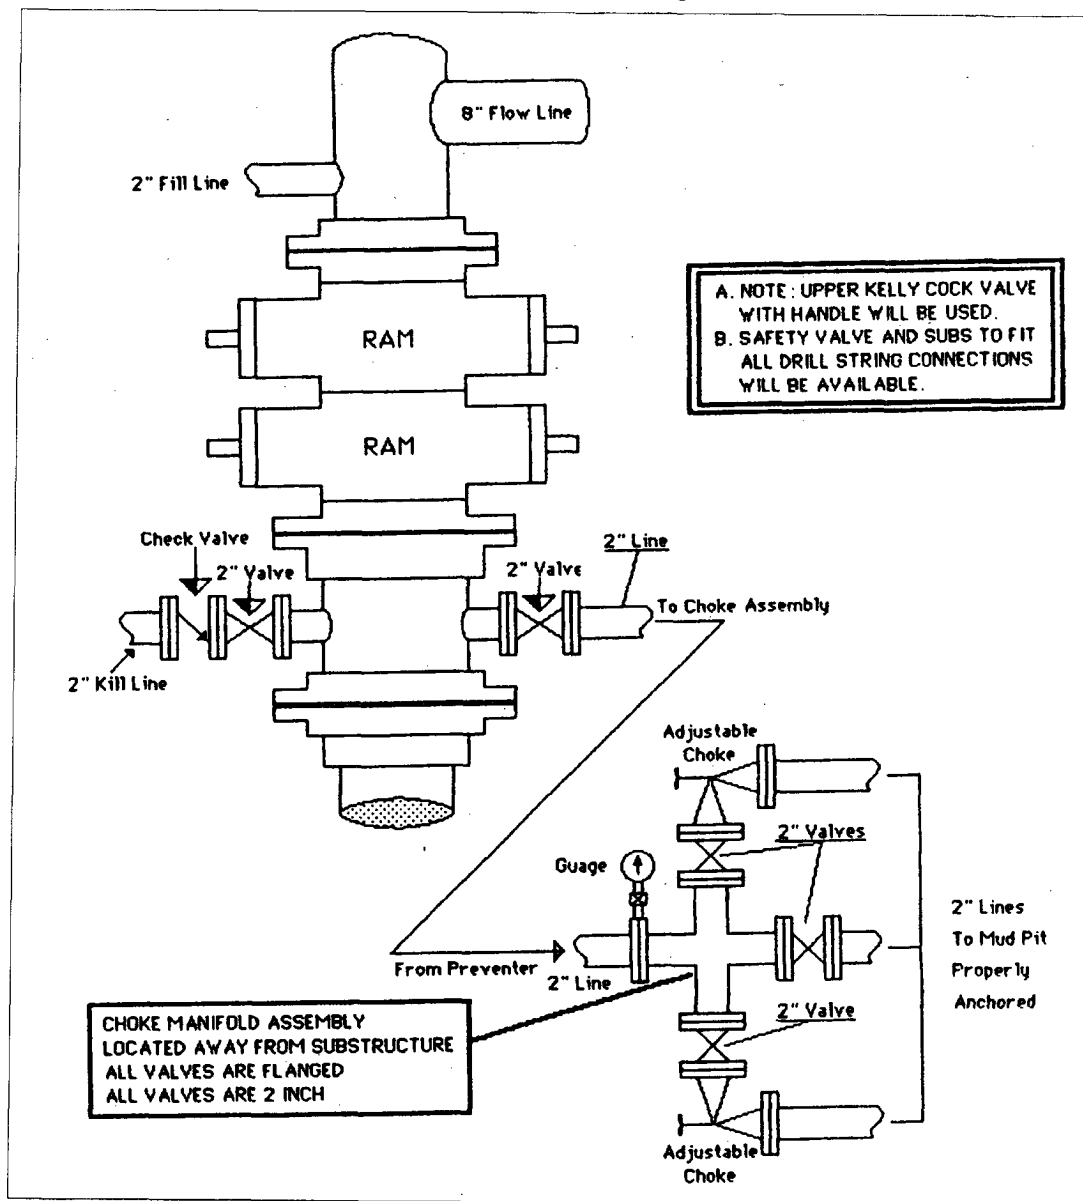 8" Flow Line
2" Fill Line
A. NOTE: UPPER KELLY COCK VALVE
WITH HANDLE WILL BE USED.
B. SAFETY VALVE AND SUBS TO FIT
ALL DRILL STRING CONNECTIONS
WILL BE AVAILABLE.
RAM
RAM
Check Valve
2" Valve
2" Valve
2" Line
To Choke Assembly
2" Kill Line
Adjustable
Choke
2" Valves
Guage
2" Lines
To Mud Pit
Properly
Anchored
From Preventer
2" Line
2" Valve
CHOKE MANIFOLD ASSEMBLY
LOCATED AWAY FROM SUBSTRUCTURE
ALL VALVES ARE FLANGED
ALL VALVES ARE 2 INCH
Adjustable
Choke